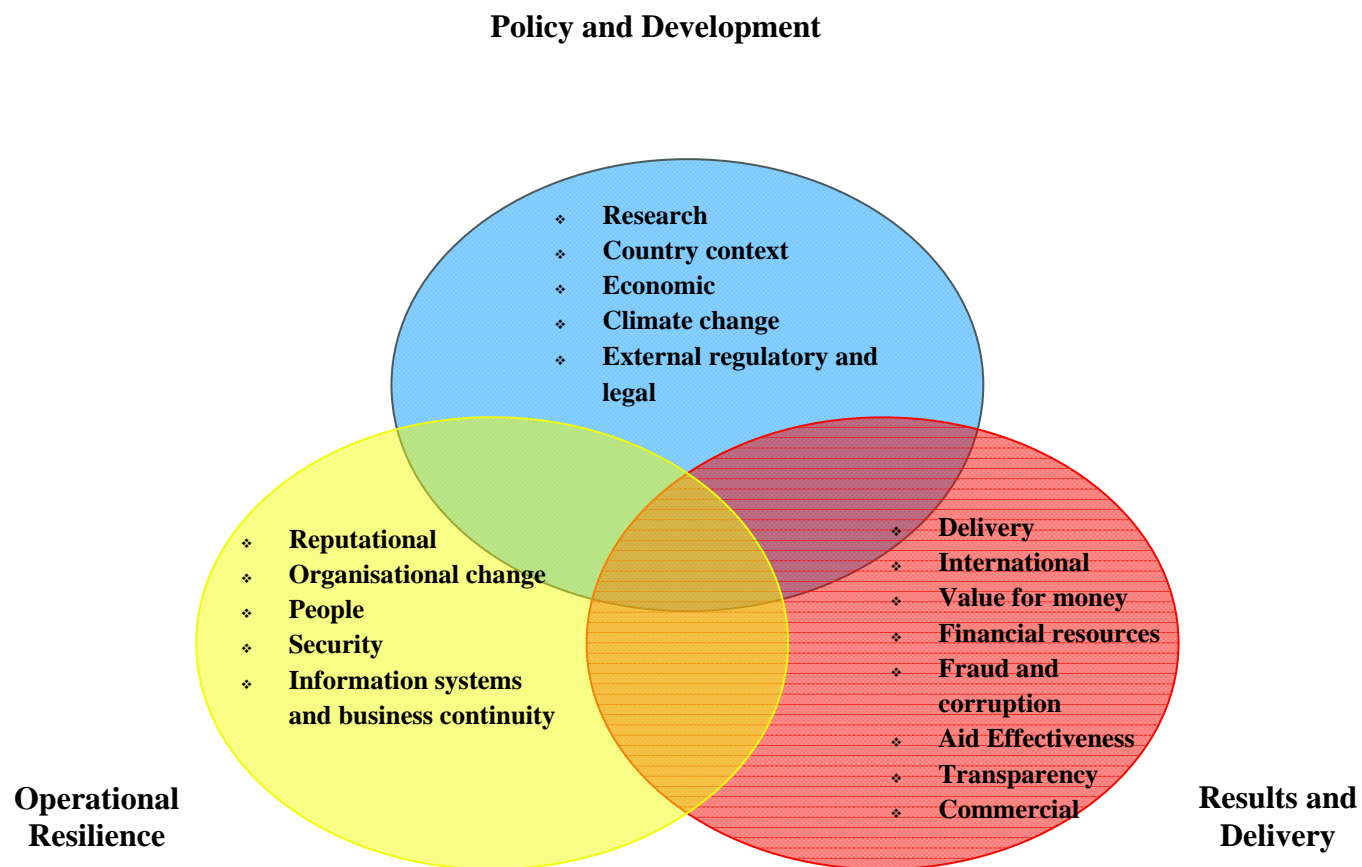 Policy and Development
❖ Research
❖ Country context
❖ Economic
❖ Climate change
❖ External regulatory and
legal
❖ Reputational
❖ Organisational change
❖ People
❖ Security
❖ Information systems
and business continuity
❖ Delivery
❖ International
❖ Value for money
❖ Financial resources
❖ Fraud and
corruption
❖ Aid Effectiveness
❖ Transparency
❖ Commercial
Operational
Resilience
Results and
Delivery